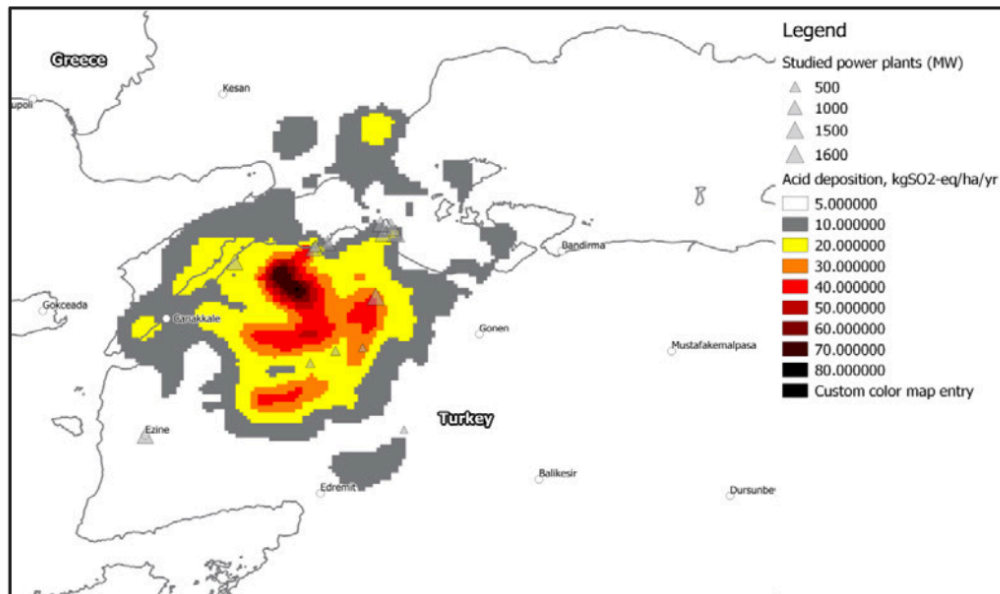 Legend
Greece
Studied power plants (MW)
Kesan
500
upoli
1000
1500
1600
Acid deposition, kgSO2-eq/ha/yr
5.000000
10.000000
20.000000
Bandirma
30.000000
40.000000
Gokceada
50.000000
Canakkale
60.000000
Gonen
Mustafakemalpasa
70.000000
80.000000
Custom color map entry
Turkey
Ezine
Balikesir
Edremit
Dursunbe